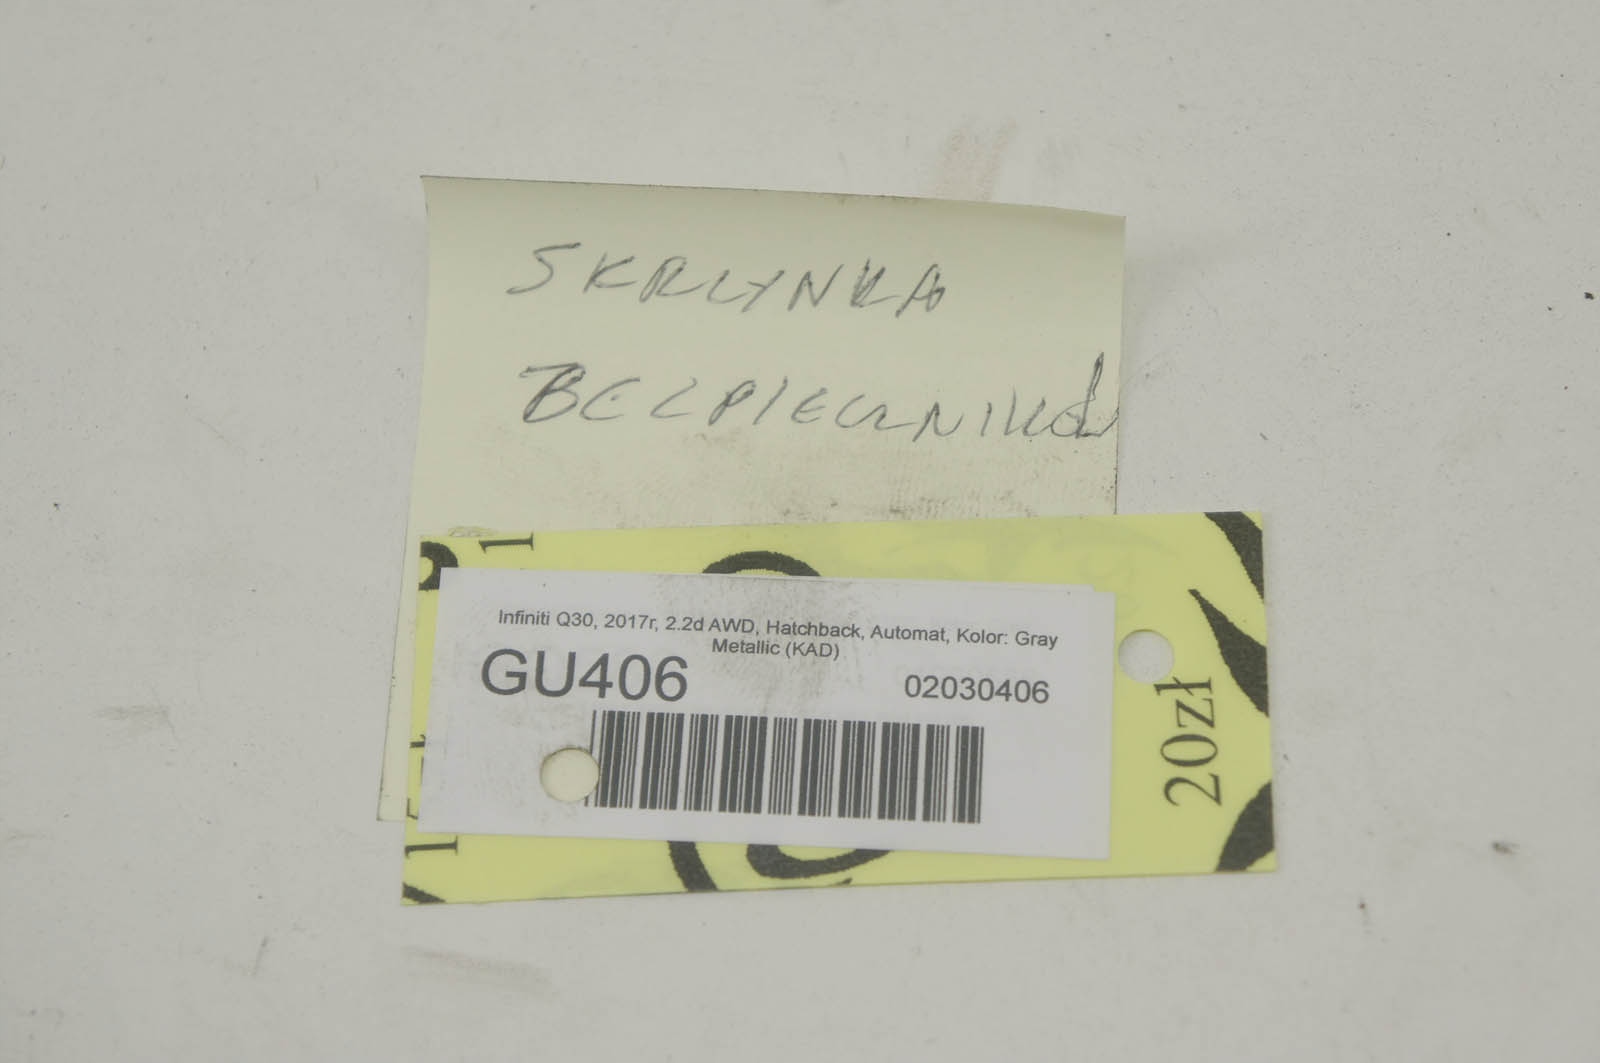 SKRZYNKA
BEZPIECZNIKÓW
Infiniti Q30, 2017r, 2.2d AWD, Hatchback, Automat, Kolor: Gray
Metallic (KAD)
GU406
02030406
20zł